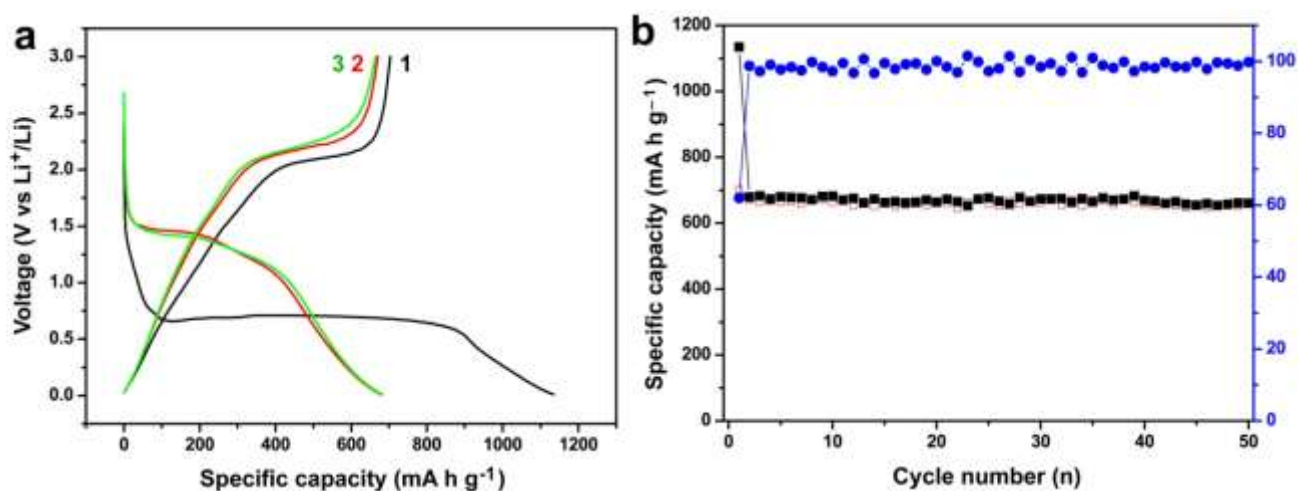 a
3 2 1
3.0
2.5
2.0
1.5
1.0
0.5
0.0
Voltage (V vs Li⁺/Li)
0 200 400 600 800 1000 1200
Specific capacity (mA h g⁻¹)
b
1200
1000
800
600
400
200
0
Specific capacity (mA h g⁻¹)
100
80
60
40
20
0
0 10 20 30 40 50
Cycle number (n)